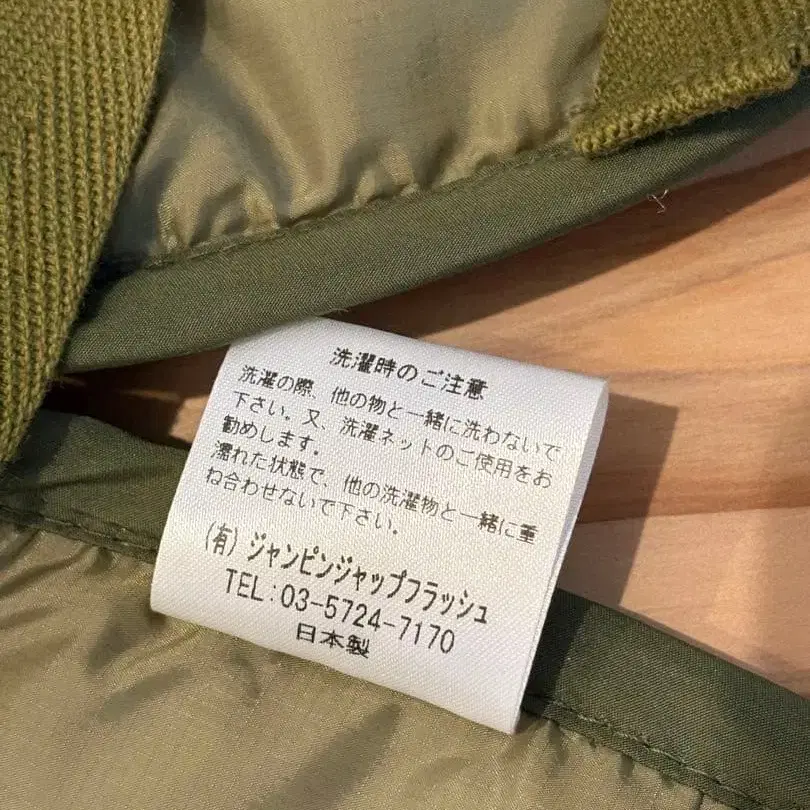 洗濯時のご注意
洗濯の際、他の物と一緒に洗わないで
下さい。又、洗濯ネットのご使用をお
勧めします。
濡れた状態で、他の洗濯物と一緒に重
ね合わせないで下さい。
(有)ジャンピンジャップフラッシュ
TEL:03-5724-7170
日本製